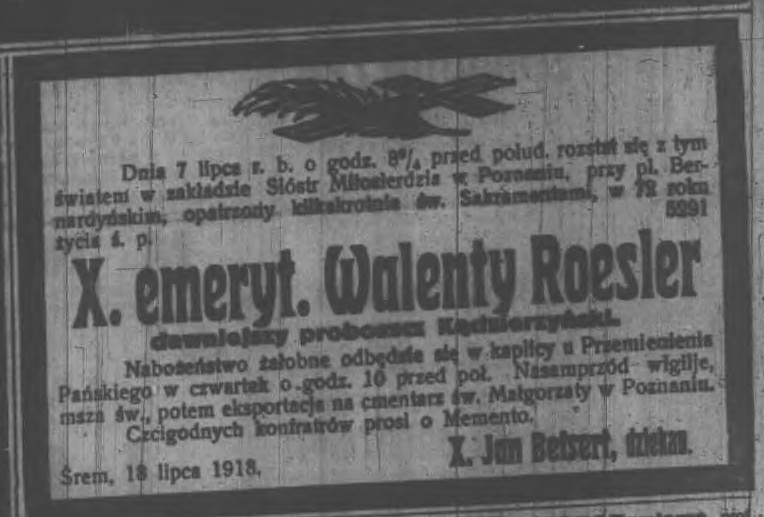 Dnia 7 lipca r. b. o godz. 8¾ przed połud. rozstał się z tym
światem w zakładzie Sióstr Miłosierdzia w Poznaniu, przy pl. Ber-
nardyńskim, opatrzony kilkakrotnie św. Sakramentami, w 72 roku
życia ś. p. 5291
X. emeryt. Walenty Roesler
dawniejszy proboszcz
Nabożeństwo żałobne odbędzie się w kaplicy u Przemienienia
Pańskiego w czwartek o godz. 10 przed poł. Nasamprzód wigilje,
msza św., potem eksportacja na cmentarz św. Małgorzaty w Poznaniu.
Czcigodnych konfratrów prosi o Memento.
X. Jan Beisert, dziekan.
Śrem, 18 lipca 1918.